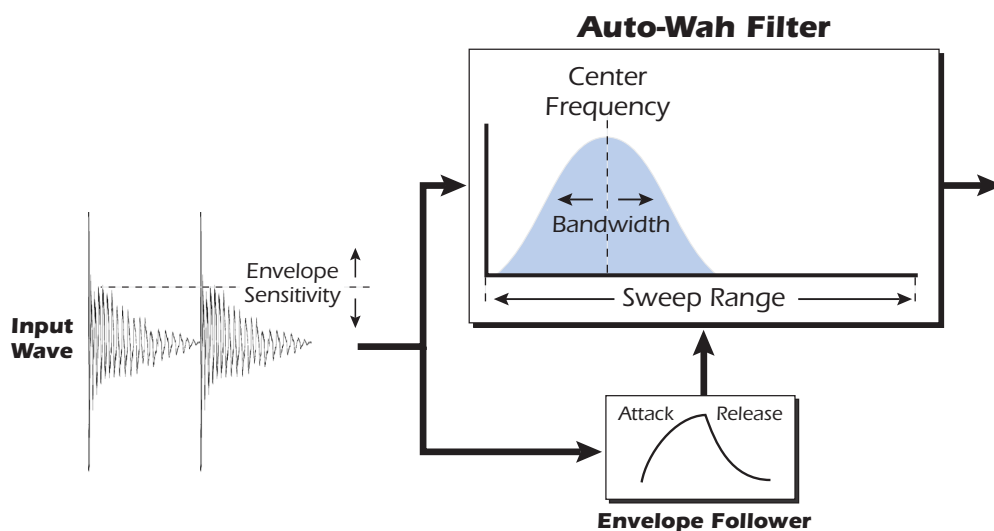 Auto-Wah Filter
Center
Frequency
Bandwidth
Sweep Range
Envelope
Sensitivity
Input
Wave
Attack
Release
Envelope Follower